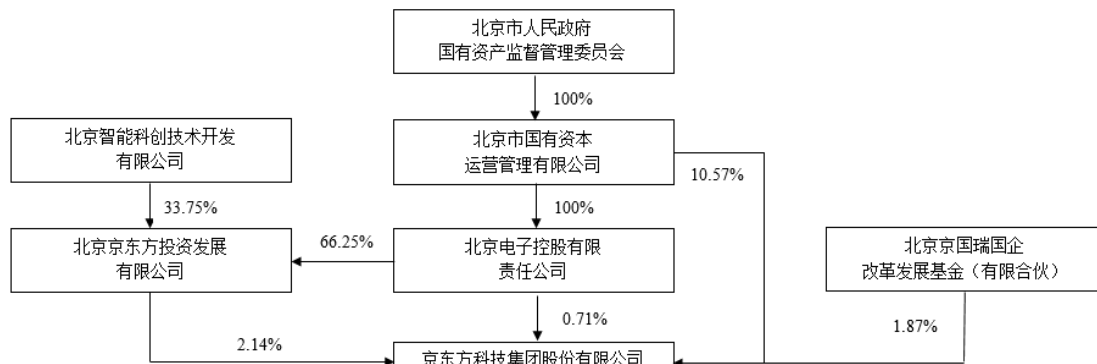 北京市人民政府
国有资产监督管理委员会
100%
北京智能科创技术开发
有限公司
北京市国有资本
运营管理有限公司
10.57%
33.75%
100%
北京京东方投资发展
有限公司
66.25%
北京电子控股有限
责任公司
北京京国瑞国企
改革发展基金（有限合伙）
2.14%
0.71%
1.87%
京东方科技集团股份有限公司